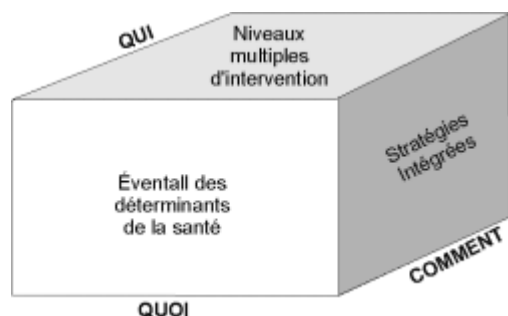 QUI
Niveaux
multiples
d'intervention
Stratégies
Intégrées
Éventall des
déterminants
de la santé
COMMENT
QUOI